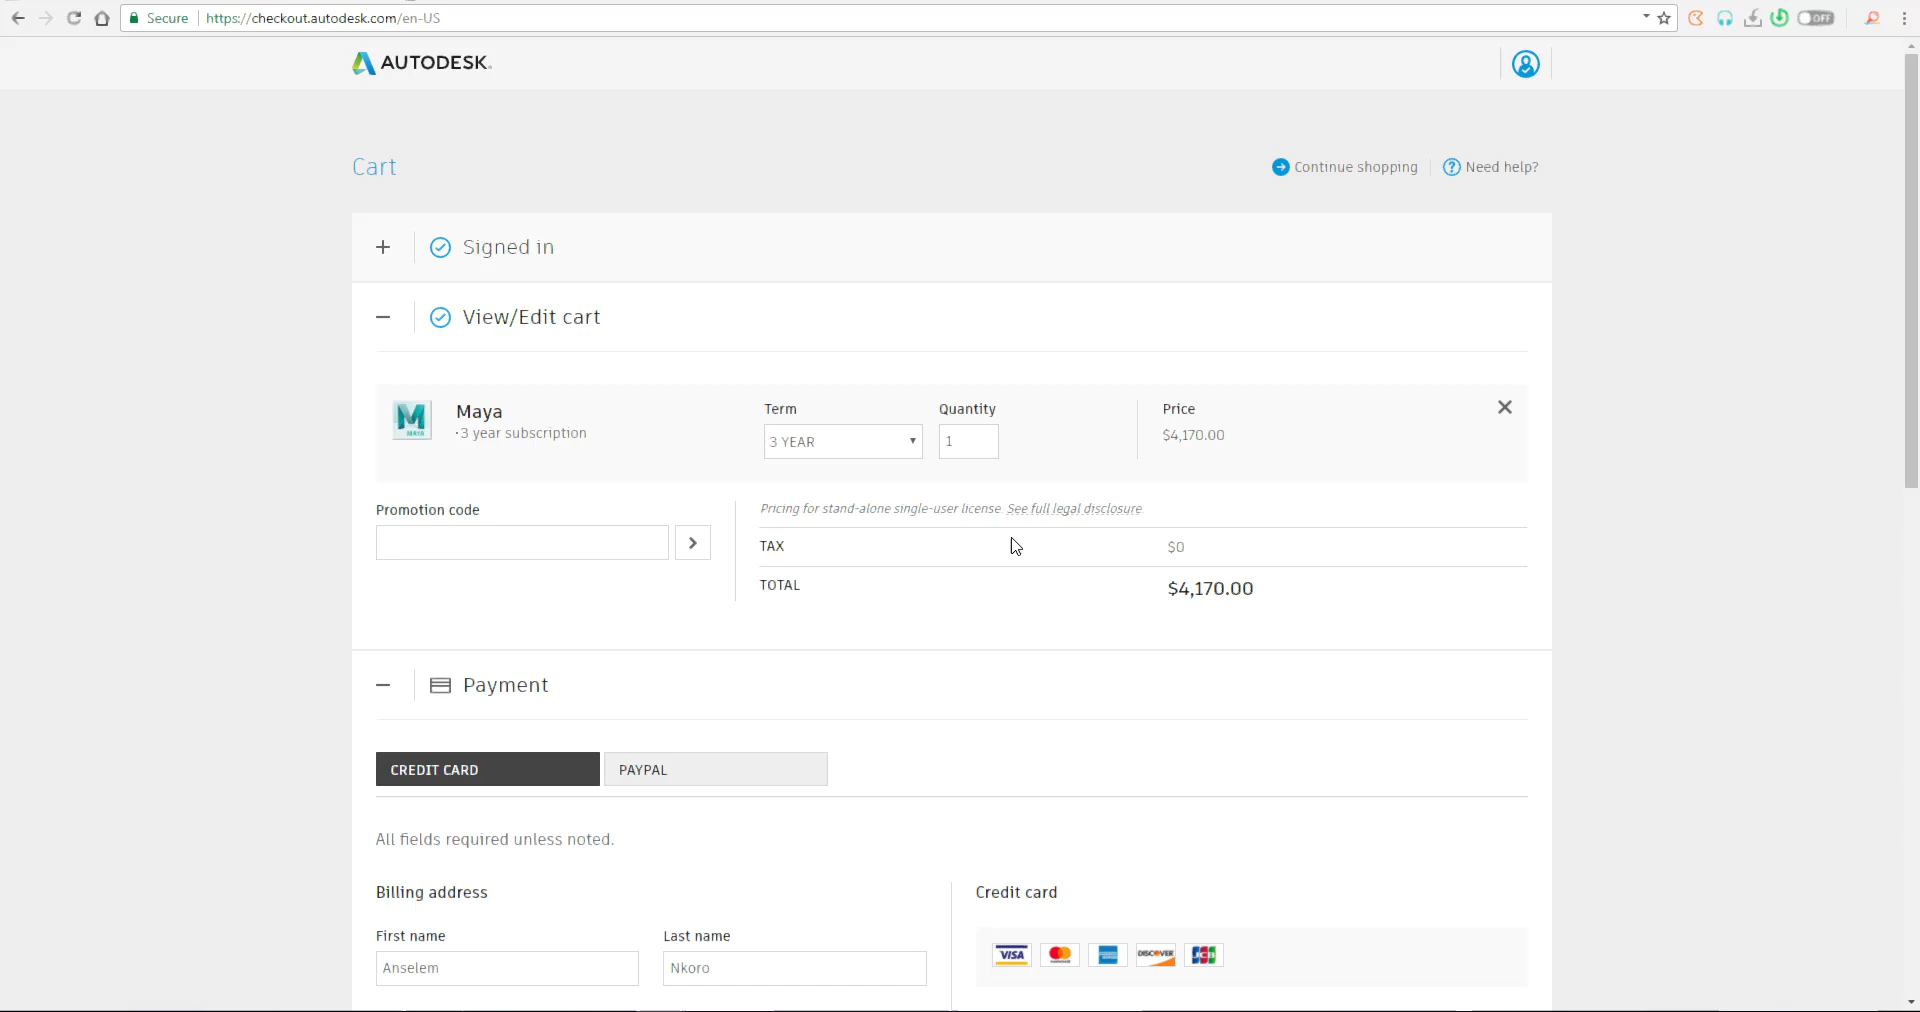 Secure https://checkout.autodesk.com/en-US
OFF
AUTODESK.
Cart
Continue shopping
Need help?
Signed in
View/Edit cart
Maya
·3 year subscription
Term
3 YEAR
Quantity
1
Price
$4,170.00
MAYA
Promotion code
Pricing for stand-alone single-user license. See full legal disclosure
TAX $0
TOTAL $4,170.00
Payment
CREDIT CARD
PAYPAL
All fields required unless noted.
Billing address
First name
Last name
Anselem
Nkoro
Credit card
VISA
DISCOVER
JCB